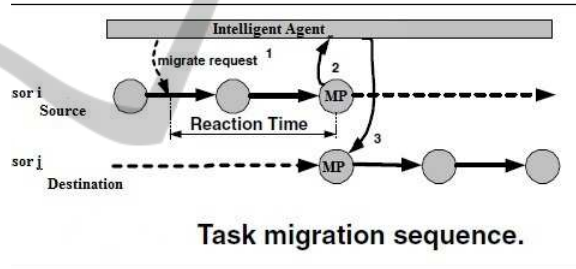 Intelligent Agent
migrate request 1
2
sor i
Source
MP
Reaction Time
3
sor j
MP
Destination
Task migration sequence.